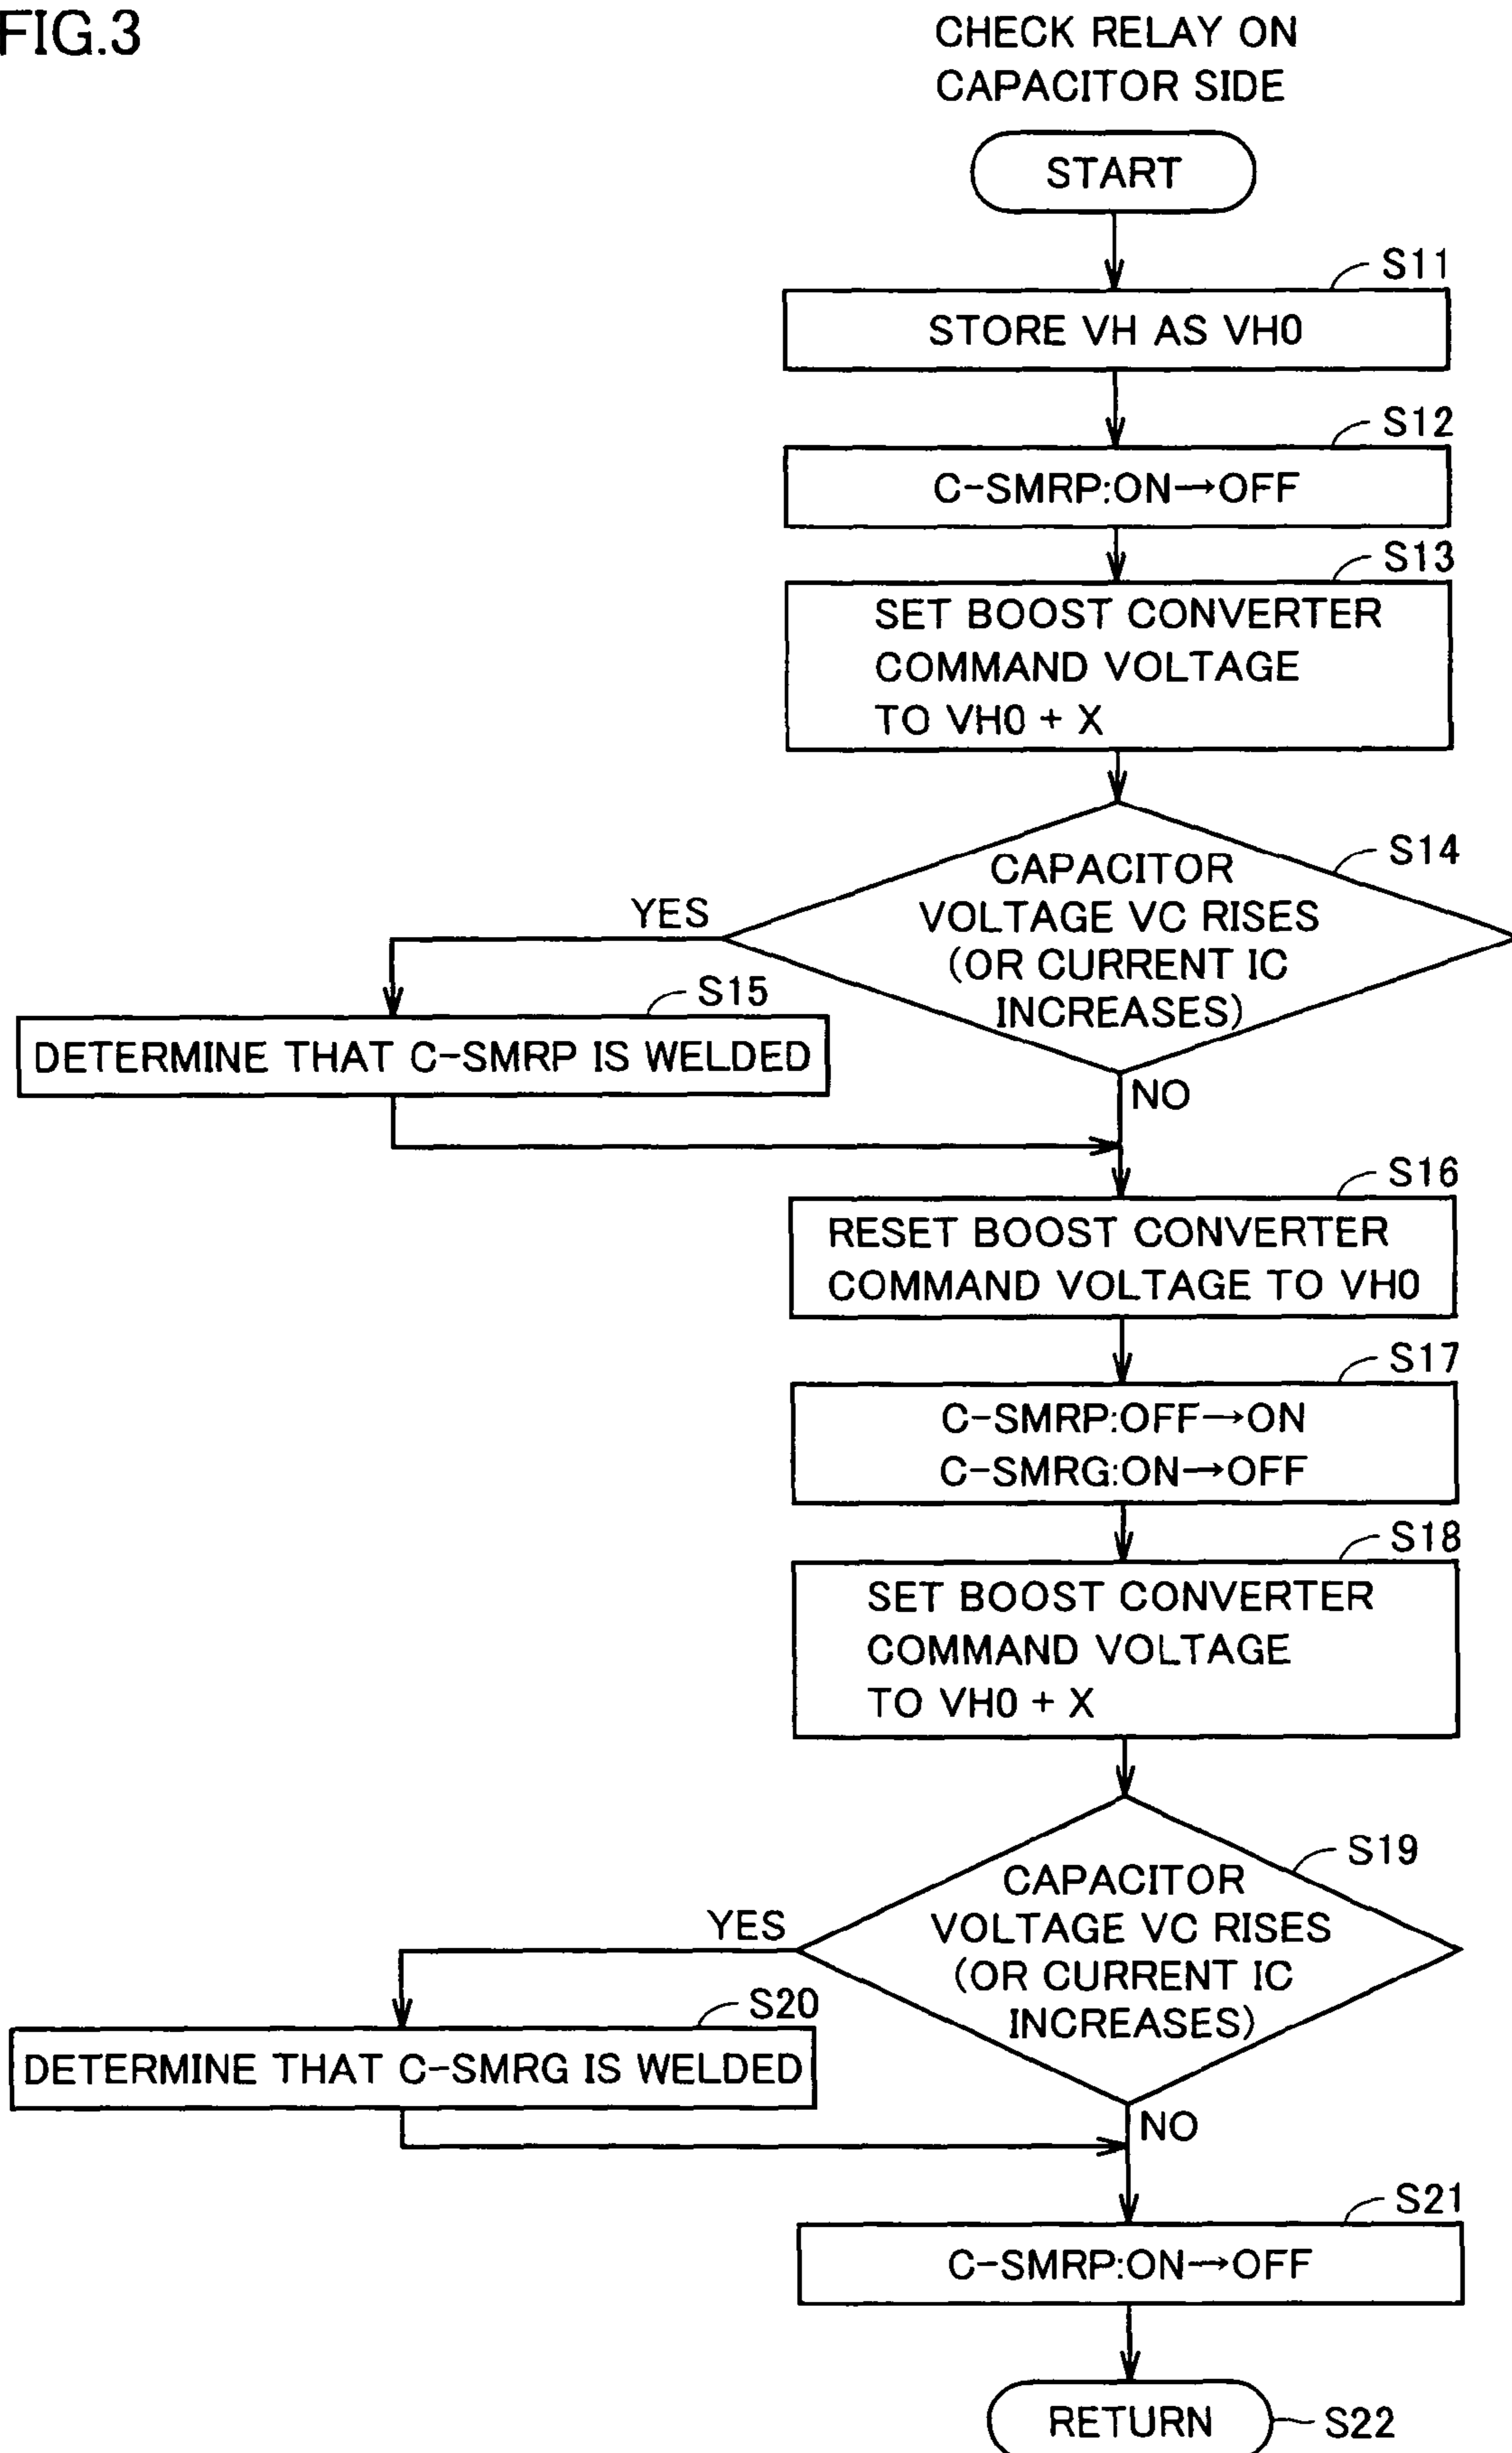 FIG.3
CHECK RELAY ON
CAPACITOR SIDE
START
S11
STORE VH AS VH0
S12
C-SMRP:ON→OFF
S13
SET BOOST CONVERTER
COMMAND VOLTAGE
TO VH0 + X
S14
CAPACITOR
VOLTAGE VC RISES
(OR CURRENT IC
INCREASES)
YES
S15
DETERMINE THAT C-SMRP IS WELDED
NO
S16
RESET BOOST CONVERTER
COMMAND VOLTAGE TO VH0
S17
C-SMRP:OFF→ON
C-SMRG:ON→OFF
S18
SET BOOST CONVERTER
COMMAND VOLTAGE
TO VH0 + X
S19
CAPACITOR
VOLTAGE VC RISES
(OR CURRENT IC
INCREASES)
YES
S20
DETERMINE THAT C-SMRG IS WELDED
NO
S21
C-SMRP:ON→OFF
RETURN
S22